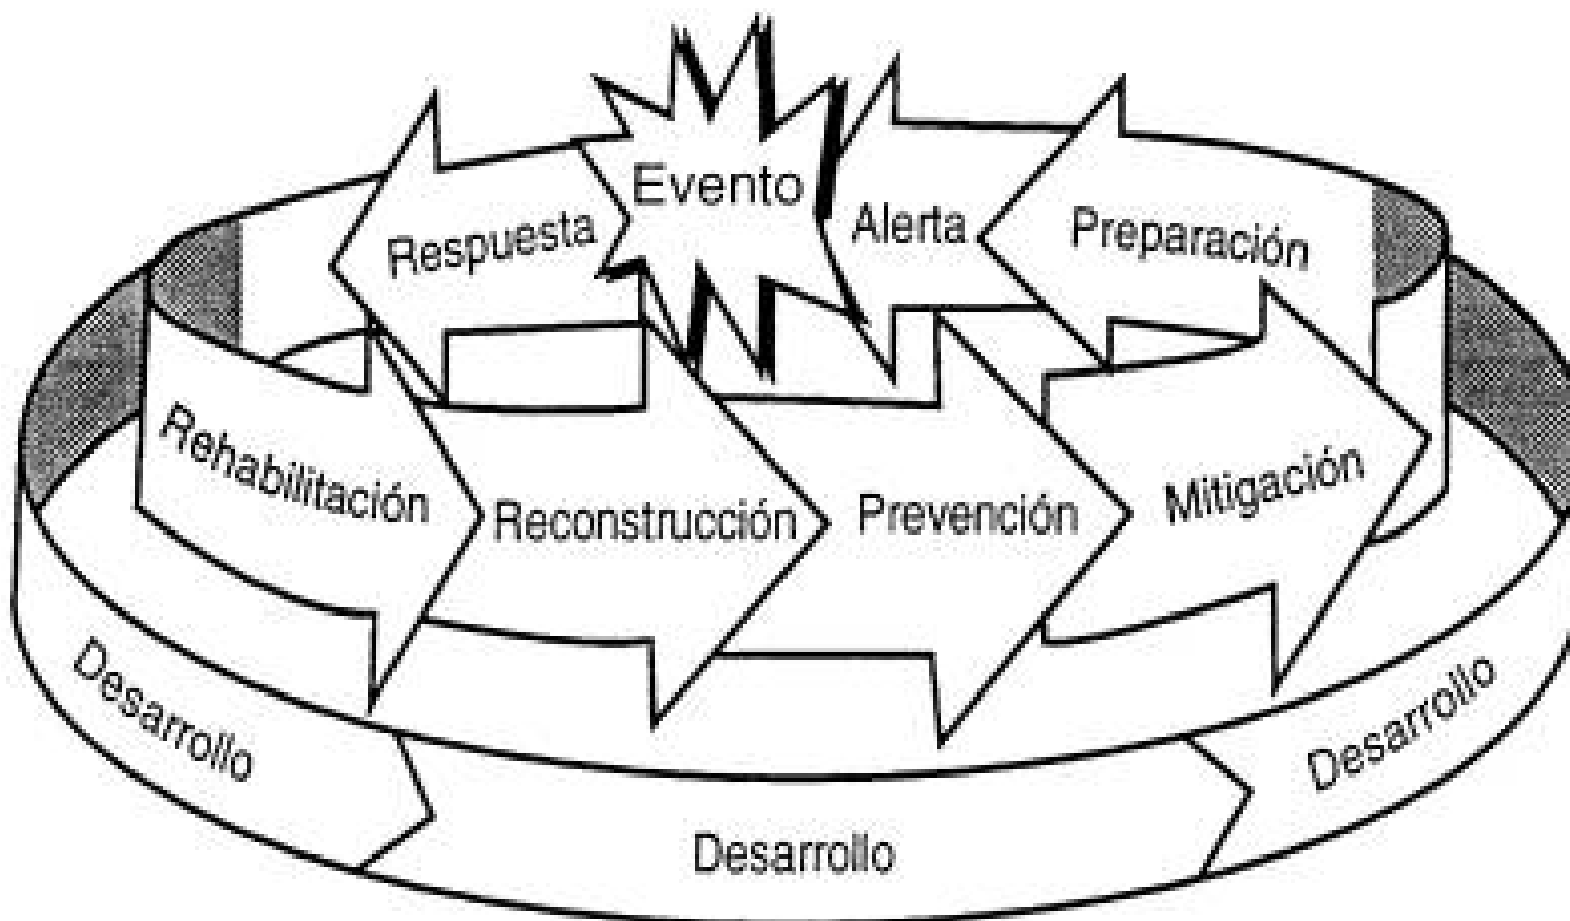 Evento
Respuesta
Alerta
Preparación
Rehabilitación
Reconstrucción
Prevención
Mitigación
Desarrollo
Desarrollo
Desarrollo